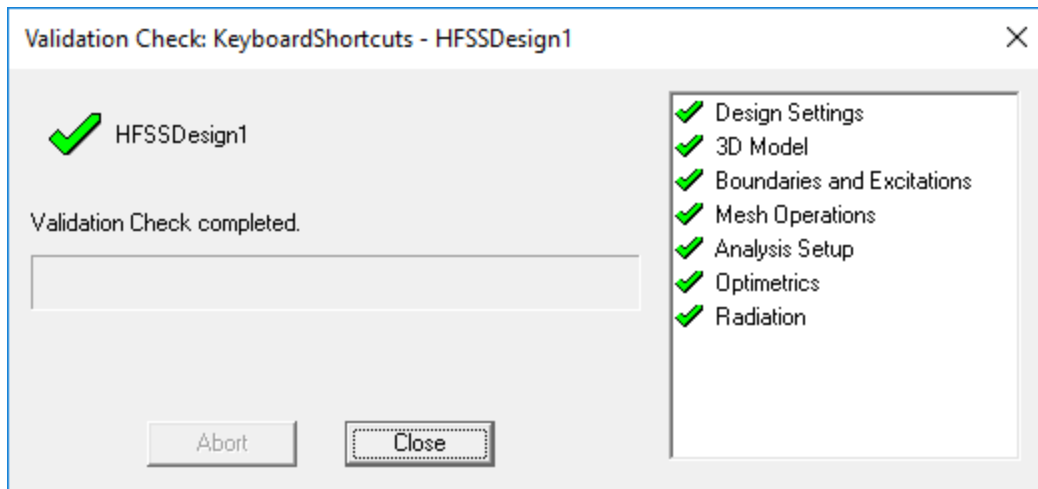 Validation Check: KeyboardShortcuts - HFSSDesign1
HFSSDesign1
Validation Check completed.
Abort
Close
Design Settings
3D Model
Boundaries and Excitations
Mesh Operations
Analysis Setup
Optimetrics
Radiation